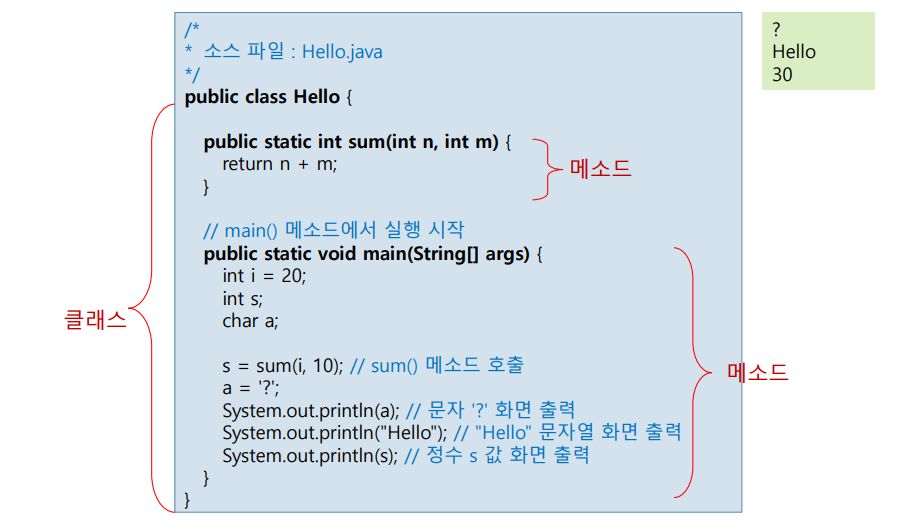 /*
* 소스 파일 : Hello.java
*/
public class Hello {
public static int sum(int n, int m) {
return n + m;
}
// main() 메소드에서 실행 시작
public static void main(String[] args) {
int i = 20;
int s;
char a;
s = sum(i, 10); // sum() 메소드 호출
a = '?';
System.out.println(a); // 문자 '?' 화면 출력
System.out.println("Hello"); // "Hello" 문자열 화면 출력
System.out.println(s); // 정수 s 값 화면 출력
}
}
클래스
메소드
메소드
?
Hello
30